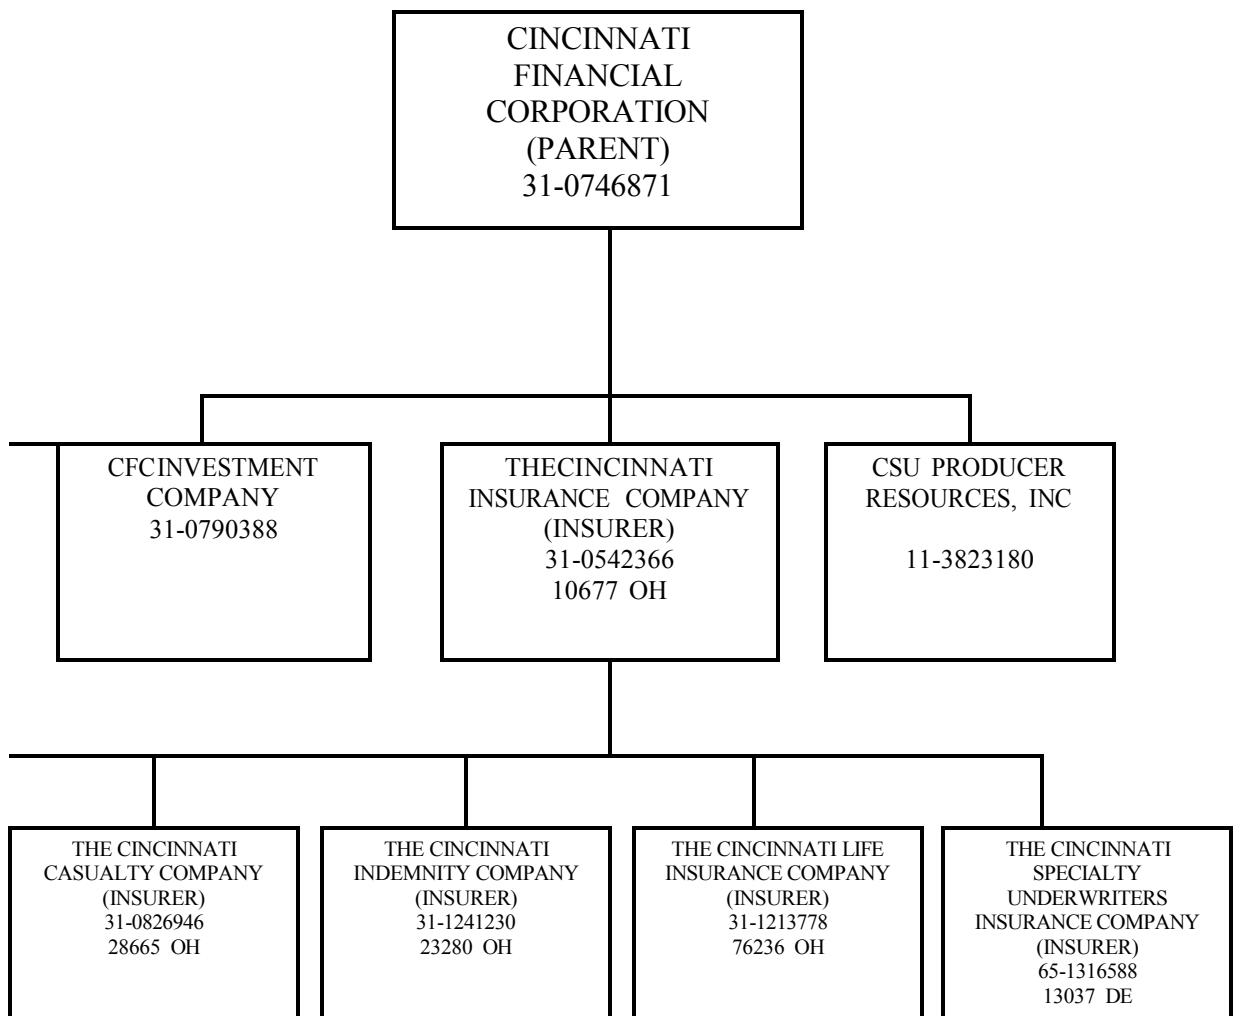 CINCINNATI
FINANCIAL
CORPORATION
(PARENT)
31-0746871
CFCINVESTMENT
COMPANY
31-0790388
THECINCINNATI
INSURANCE COMPANY
(INSURER)
31-0542366
10677 OH
CSU PRODUCER
RESOURCES, INC
11-3823180
THE CINCINNATI
CASUALTY COMPANY
(INSURER)
31-0826946
28665 OH
THE CINCINNATI
INDEMNITY COMPANY
(INSURER)
31-1241230
23280 OH
THE CINCINNATI LIFE
INSURANCE COMPANY
(INSURER)
31-1213778
76236 OH
THE CINCINNATI
SPECIALTY
UNDERWRITERS
INSURANCE COMPANY
(INSURER)
65-1316588
13037 DE